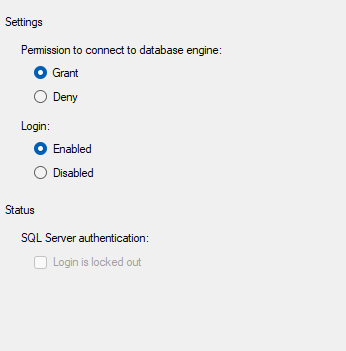 Settings
Permission to connect to database engine:
Grant
Deny
Login:
Enabled
Disabled
Status
SQL Server authentication:
Login is locked out